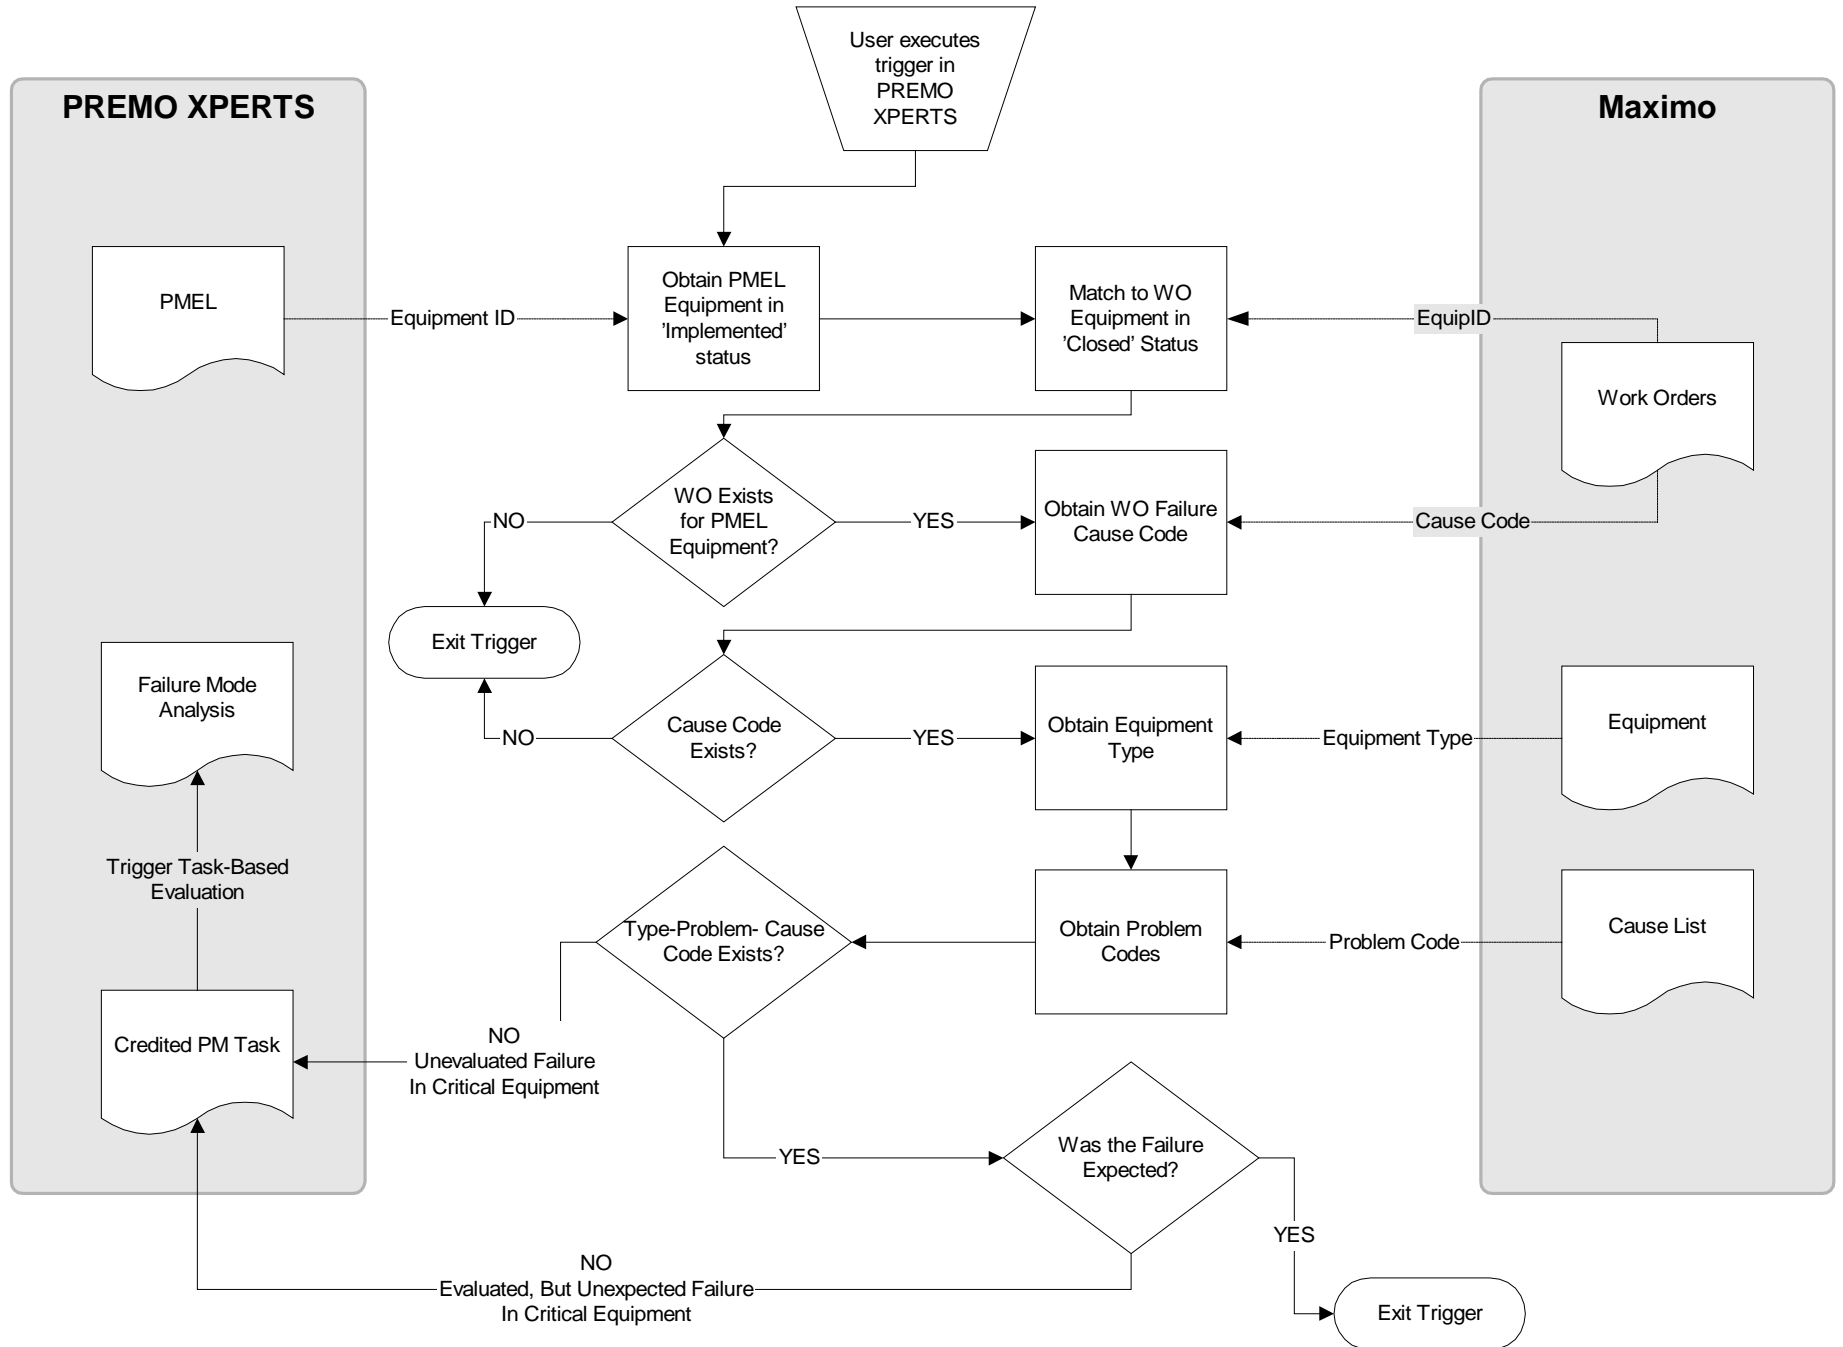 User executes
trigger in
PREMO
XPERTS
PREMO XPERTS
Maximo
PMEL
Equipment ID
Obtain PMEL
Equipment in
’Implemented’
status
Match to WO
Equipment in
’Closed’ Status
EquipID
Work Orders
WO Exists
for PMEL
Equipment?
NO
YES
Obtain WO Failure
Cause Code
Cause Code
Exit Trigger
Failure Mode
Analysis
Cause Code
Exists?
NO
YES
Obtain Equipment
Type
Equipment Type
Equipment
Trigger Task-Based
Evaluation
Type-Problem- Cause
Code Exists?
Obtain Problem
Codes
Problem Code
Cause List
Credited PM Task
NO
Unevaluated Failure
In Critical Equipment
YES
Was the Failure
Expected?
YES
NO
Evaluated, But Unexpected Failure
In Critical Equipment
Exit Trigger